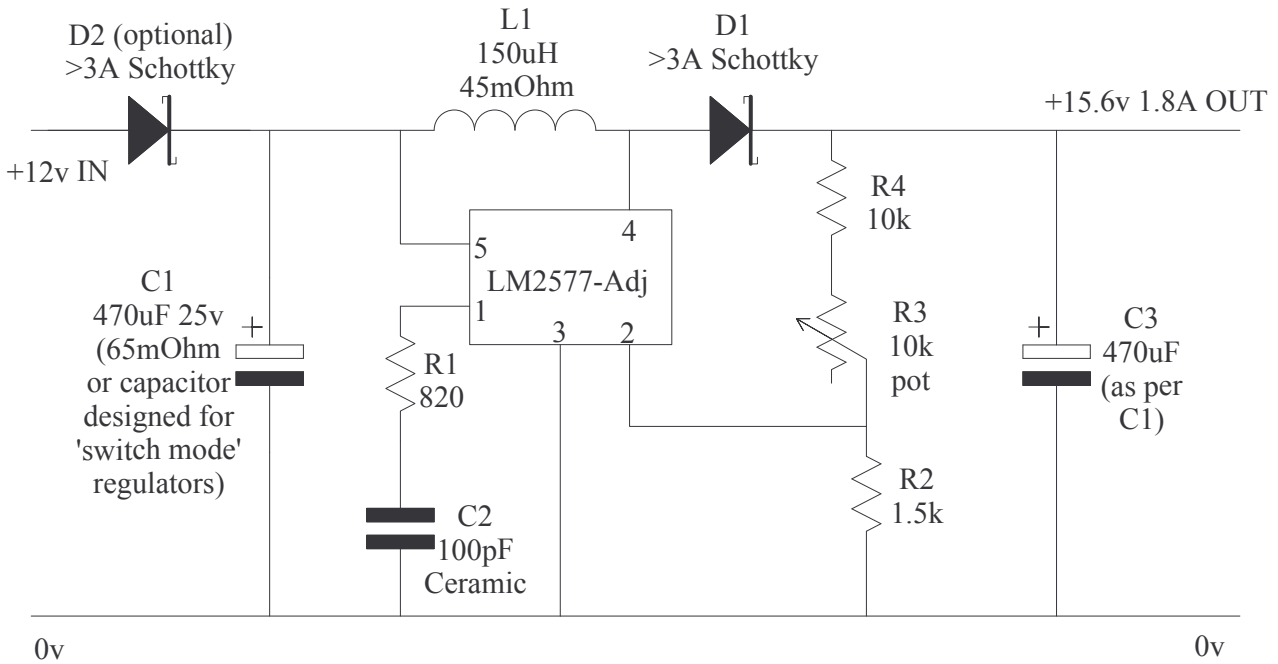 D2 (optional)
>3A Schottky
L1
150uH
45mOhm
D1
>3A Schottky
+15.6v 1.8A OUT
+12v IN
R4
10k
5
4
LM2577-Adj
1
3
2
C1
470uF 25v
(65mOhm
or capacitor
designed for
'switch mode'
regulators)
+
R1
820
R3
10k
pot
+
C3
470uF
(as per
C1)
R2
1.5k
C2
100pF
Ceramic
0v
0v